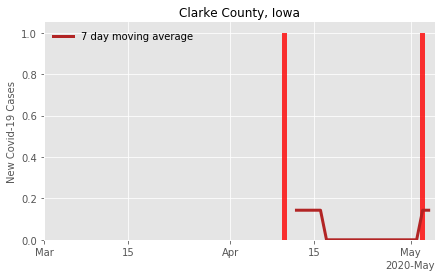 Clarke County, Iowa
7 day moving average
New Covid-19 Cases
1.0
0.8
0.6
0.4
0.2
0.0
Mar 15 Apr 15 May
2020-May